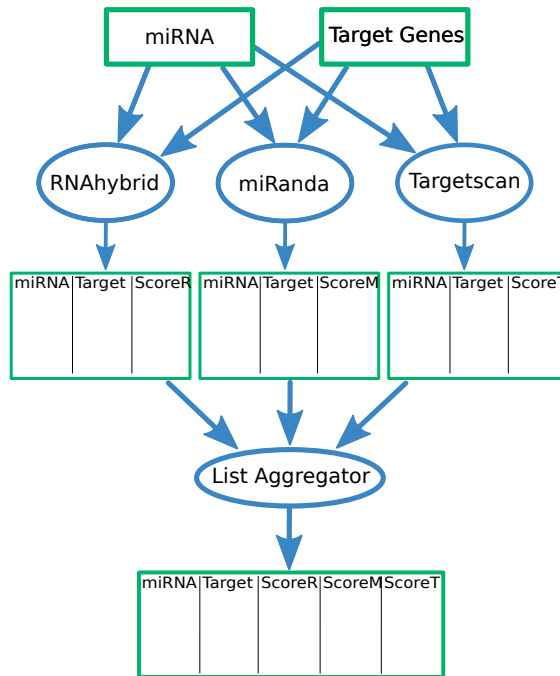 miRNA
Target Genes
RNAhybrid
miRanda
Targetscan
miRNA Target ScoreR
miRNA Target ScoreM
miRNA Target ScoreT
List Aggregator
miRNA Target ScoreR ScoreM ScoreT